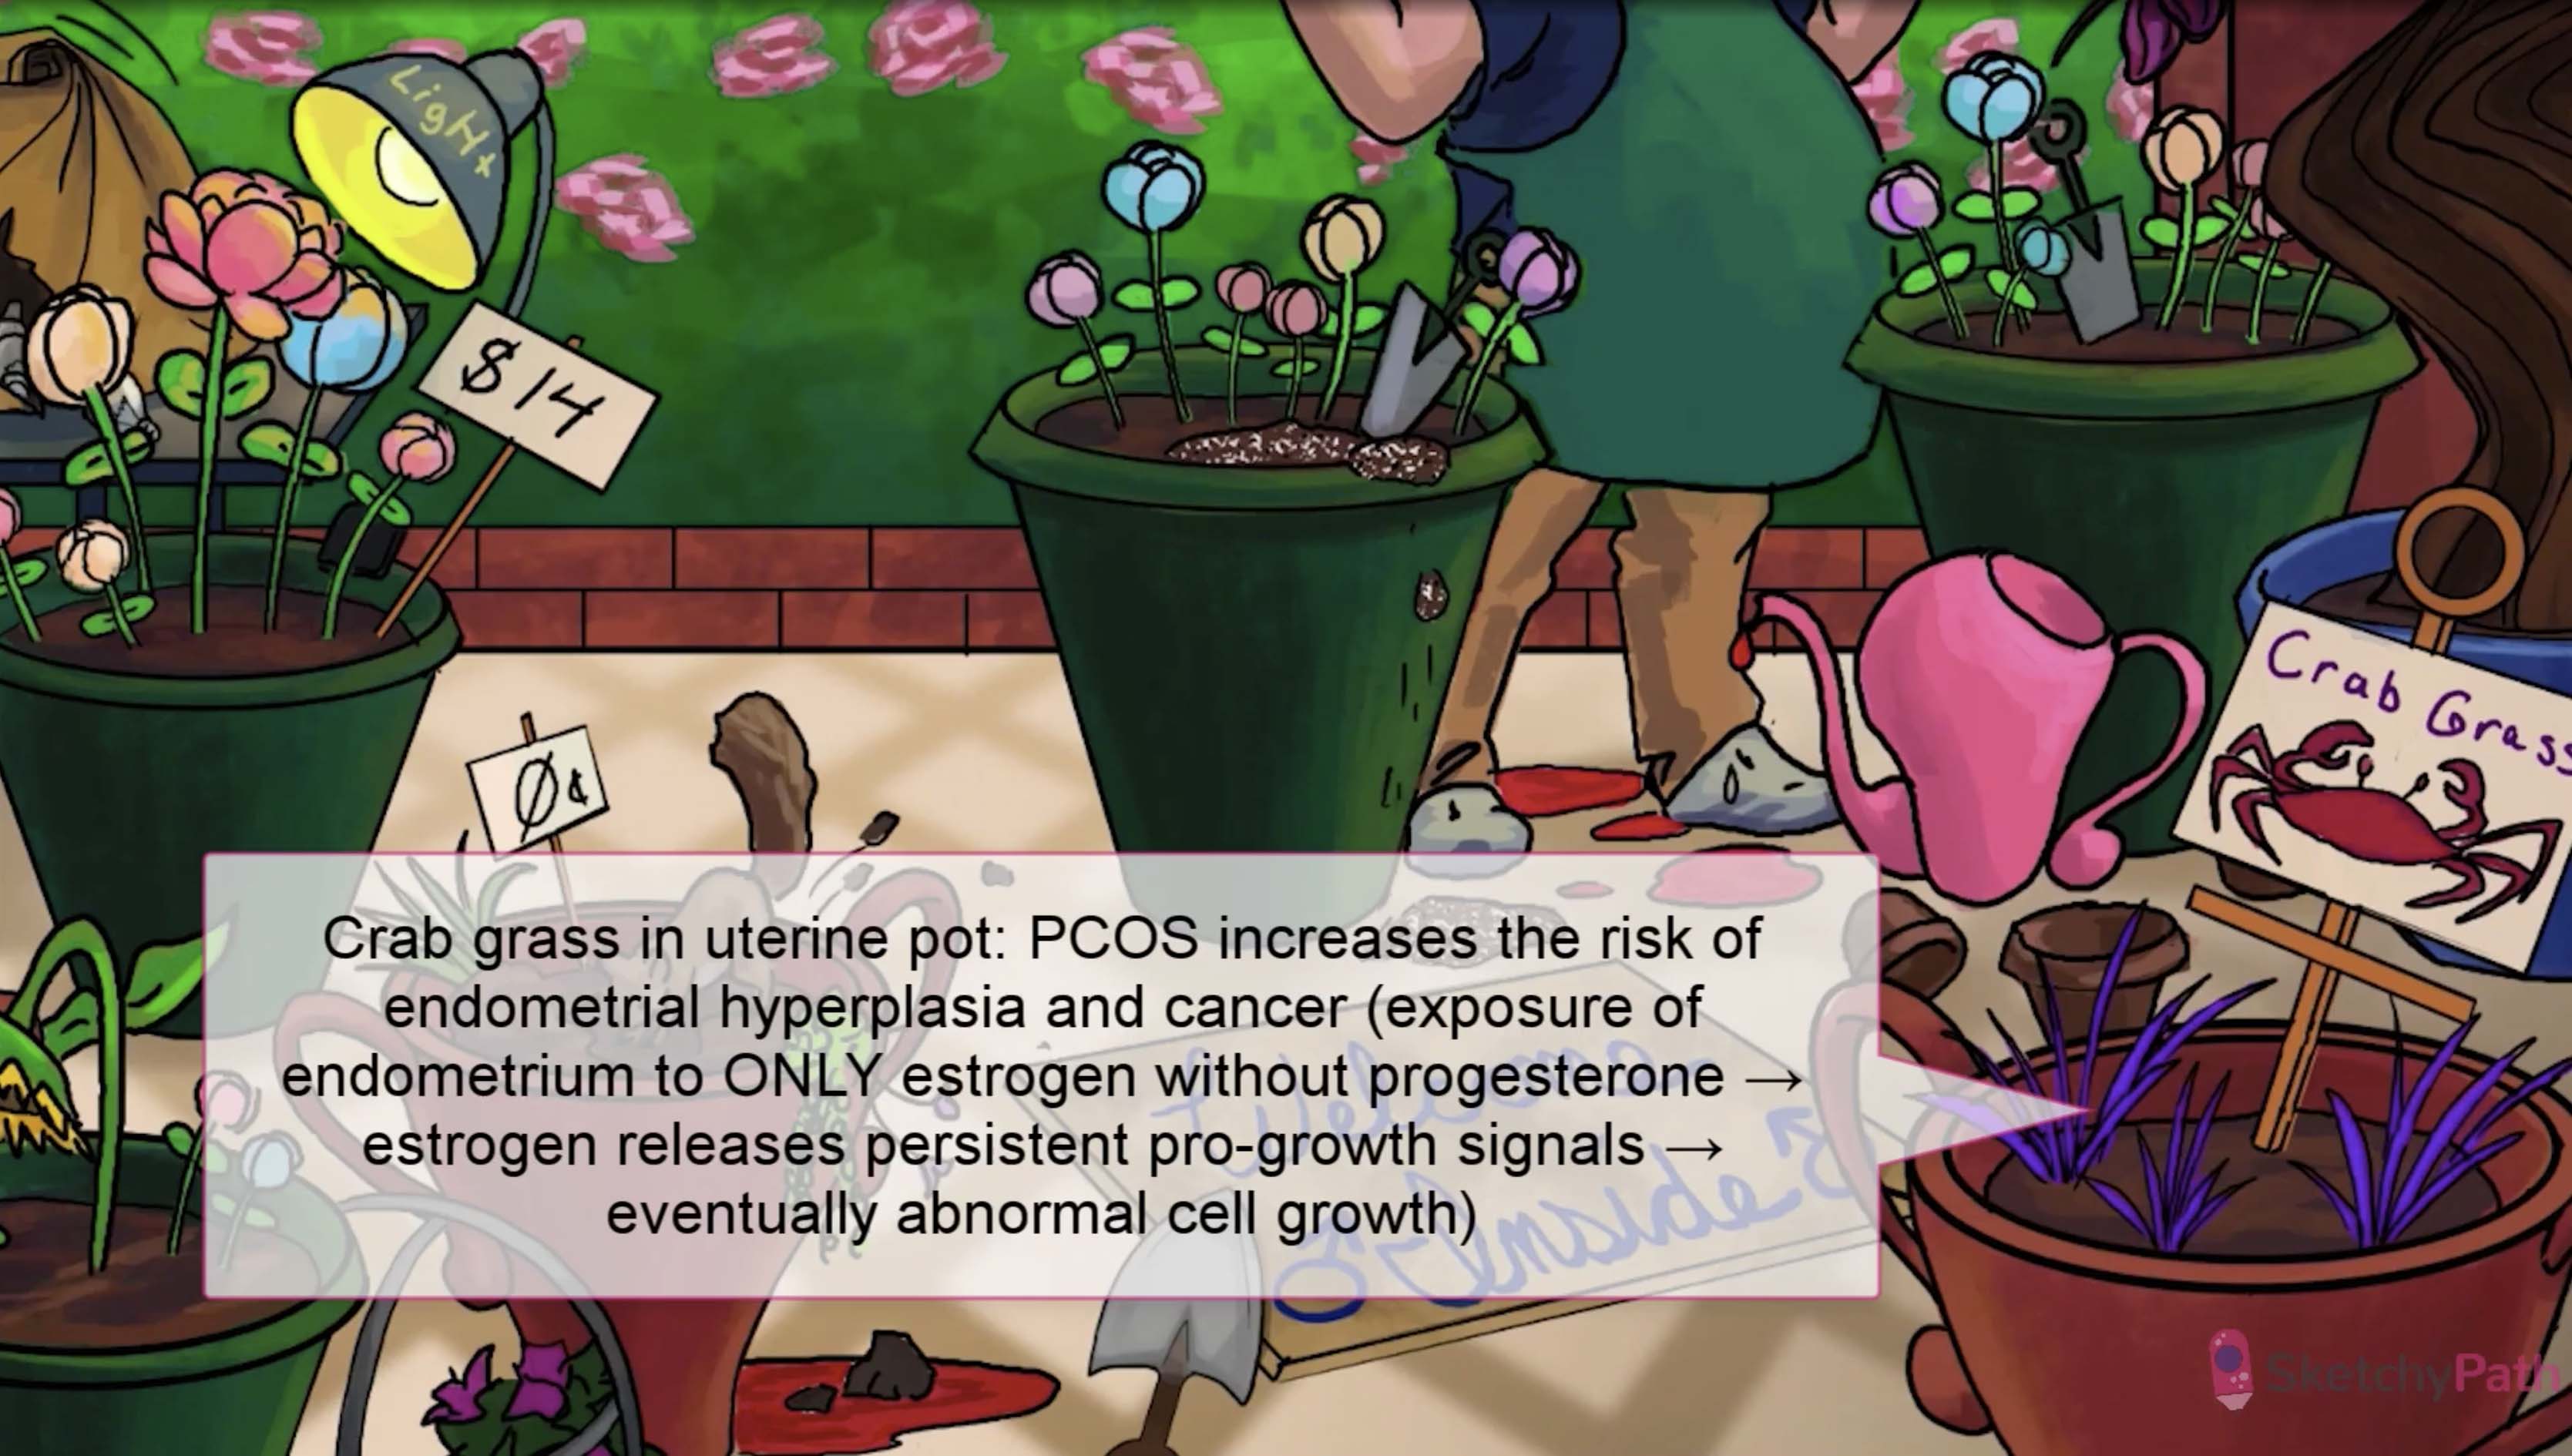 Light
$14
0¢
Crab Grass
Crab grass in uterine pot: PCOS increases the risk of
endometrial hyperplasia and cancer (exposure of
endometrium to ONLY estrogen without progesterone →
estrogen releases persistent pro-growth signals →
eventually abnormal cell growth)
Welcome
Inside
SketchyPath